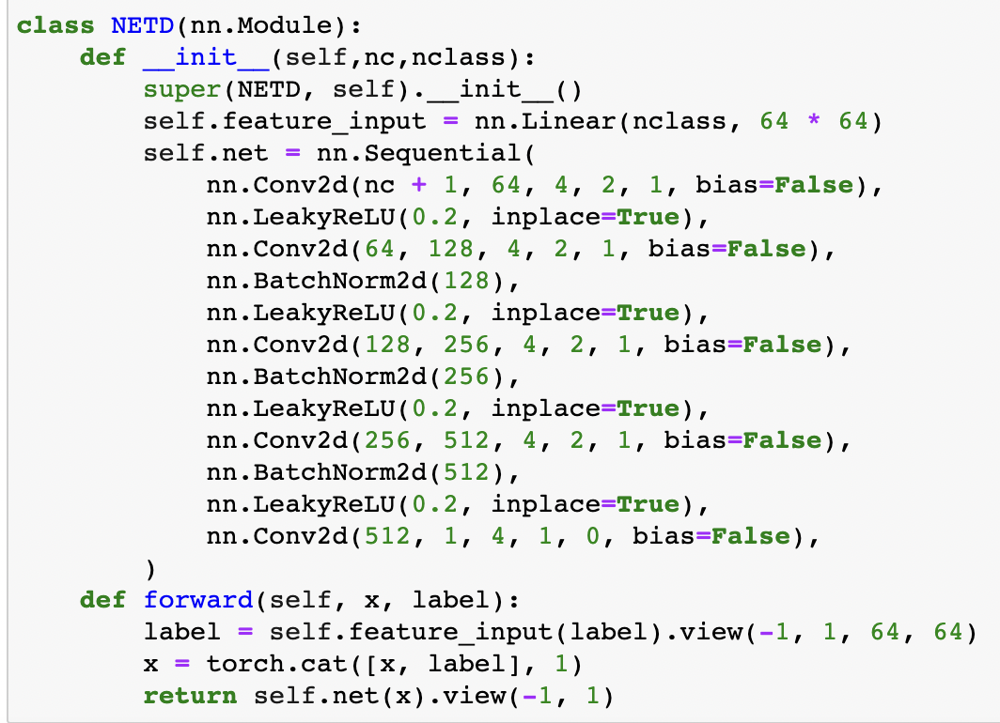 class NETD(nn.Module):
    def __init__(self,nc,nclass):
        super(NETD, self).__init__()
        self.feature_input = nn.Linear(nclass, 64 * 64)
        self.net = nn.Sequential(
            nn.Conv2d(nc + 1, 64, 4, 2, 1, bias=False),
            nn.LeakyReLU(0.2, inplace=True),
            nn.Conv2d(64, 128, 4, 2, 1, bias=False),
            nn.BatchNorm2d(128),
            nn.LeakyReLU(0.2, inplace=True),
            nn.Conv2d(128, 256, 4, 2, 1, bias=False),
            nn.BatchNorm2d(256),
            nn.LeakyReLU(0.2, inplace=True),
            nn.Conv2d(256, 512, 4, 2, 1, bias=False),
            nn.BatchNorm2d(512),
            nn.LeakyReLU(0.2, inplace=True),
            nn.Conv2d(512, 1, 4, 1, 0, bias=False),
        )
    def forward(self, x, label):
        label = self.feature_input(label).view(-1, 1, 64, 64)
        x = torch.cat([x, label], 1)
        return self.net(x).view(-1, 1)